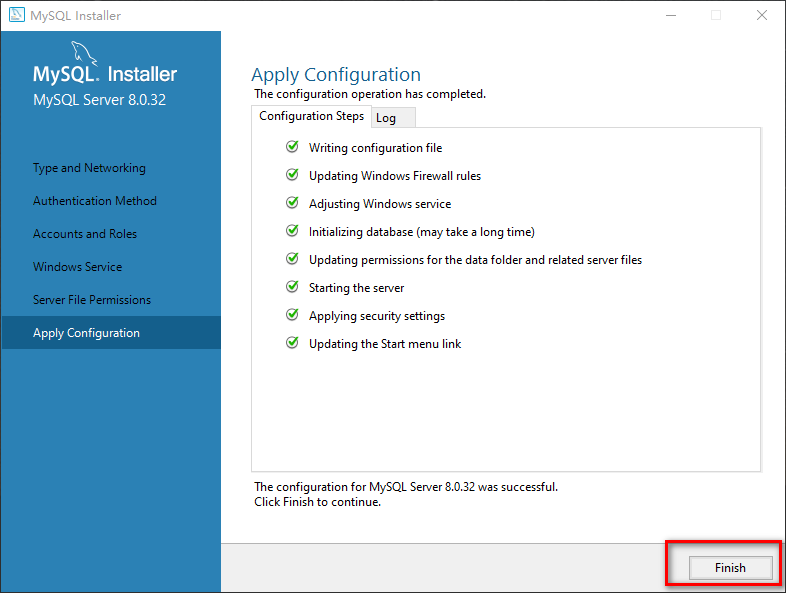 MySQL Installer
MySQL. Installer
MySQL Server 8.0.32
Type and Networking
Authentication Method
Accounts and Roles
Windows Service
Server File Permissions
Apply Configuration
Apply Configuration
The configuration operation has completed.
Configuration Steps
Log
Writing configuration file
Updating Windows Firewall rules
Adjusting Windows service
Initializing database (may take a long time)
Updating permissions for the data folder and related server files
Starting the server
Applying security settings
Updating the Start menu link
The configuration for MySQL Server 8.0.32 was successful.
Click Finish to continue.
Finish